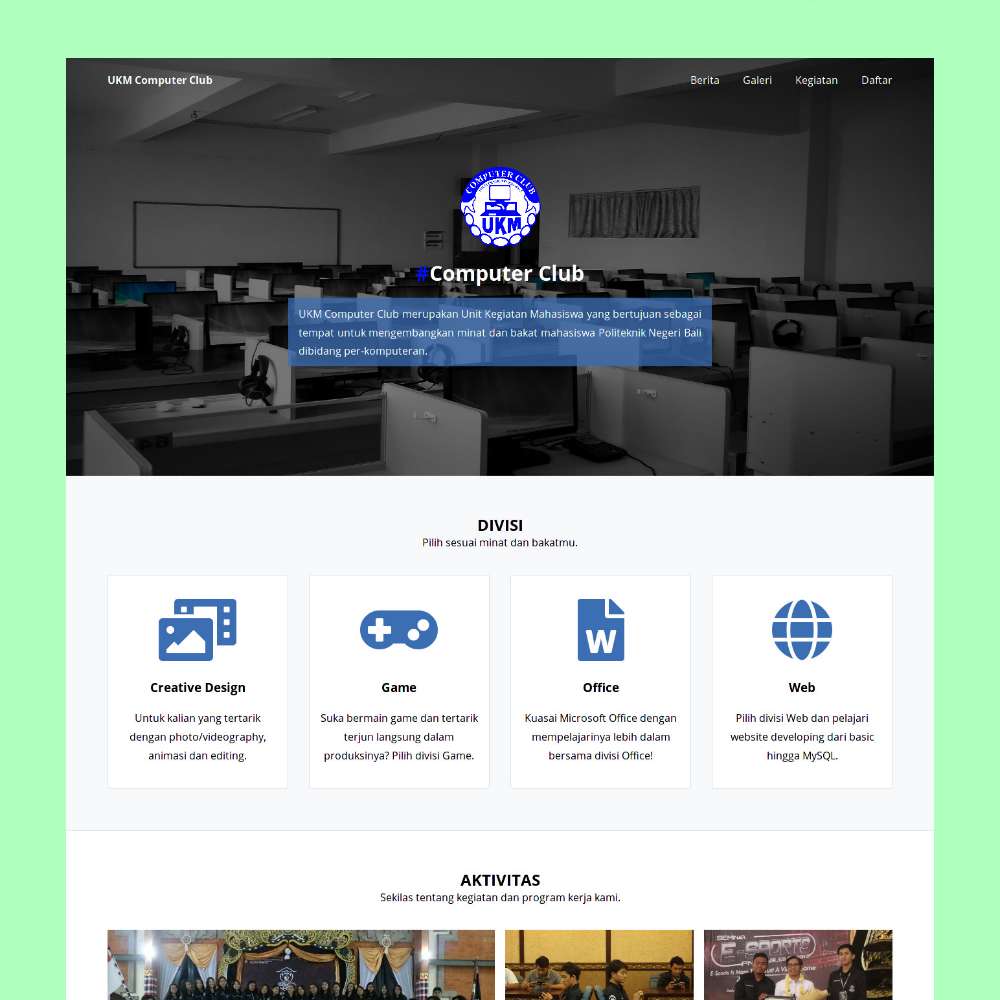 UKM Computer Club
Berita Galeri Kegiatan Daftar
COMPUTER CLUB
UKM
#Computer Club
UKM Computer Club merupakan Unit Kegiatan Mahasiswa yang bertujuan sebagai
tempat untuk mengembangkan minat dan bakat mahasiswa Politeknik Negeri Bali
dibidang per-komputeran.
DIVISI
Pilih sesuai minat dan bakatmu.
W
Creative Design
Untuk kalian yang tertarik
dengan photo/videography,
animasi dan editing.
Game
Suka bermain game dan tertarik
terjun langsung dalam
produksinya? Pilih divisi Game.
Office
Kuasai Microsoft Office dengan
mempelajarinya lebih dalam
bersama divisi Office!
Web
Pilih divisi Web dan pelajari
website developing dari basic
hingga MySQL.
AKTIVITAS
Sekilas tentang kegiatan dan program kerja kami.
SEMINAR
E-SPORTS